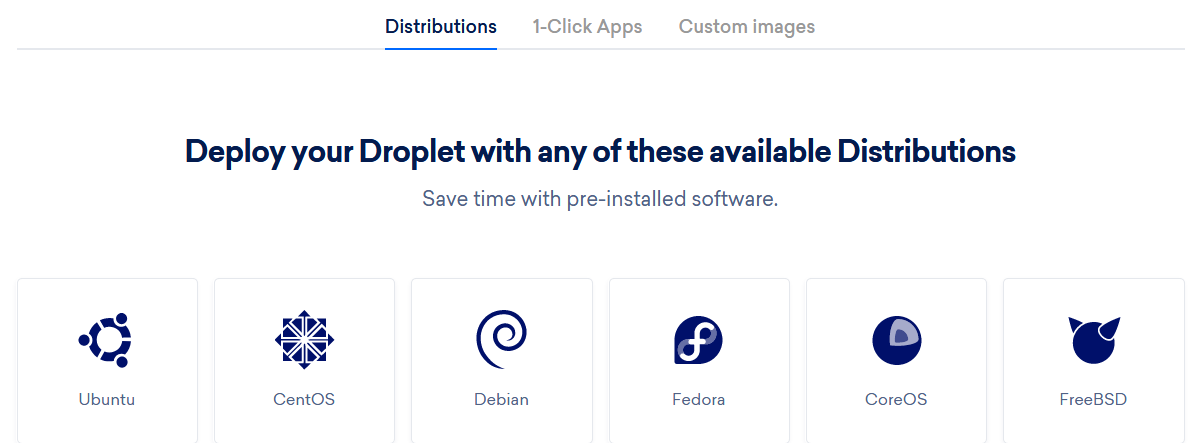 Distributions 1-Click Apps Custom images
Deploy your Droplet with any of these available Distributions
Save time with pre-installed software.
Ubuntu CentOS Debian Fedora CoreOS FreeBSD